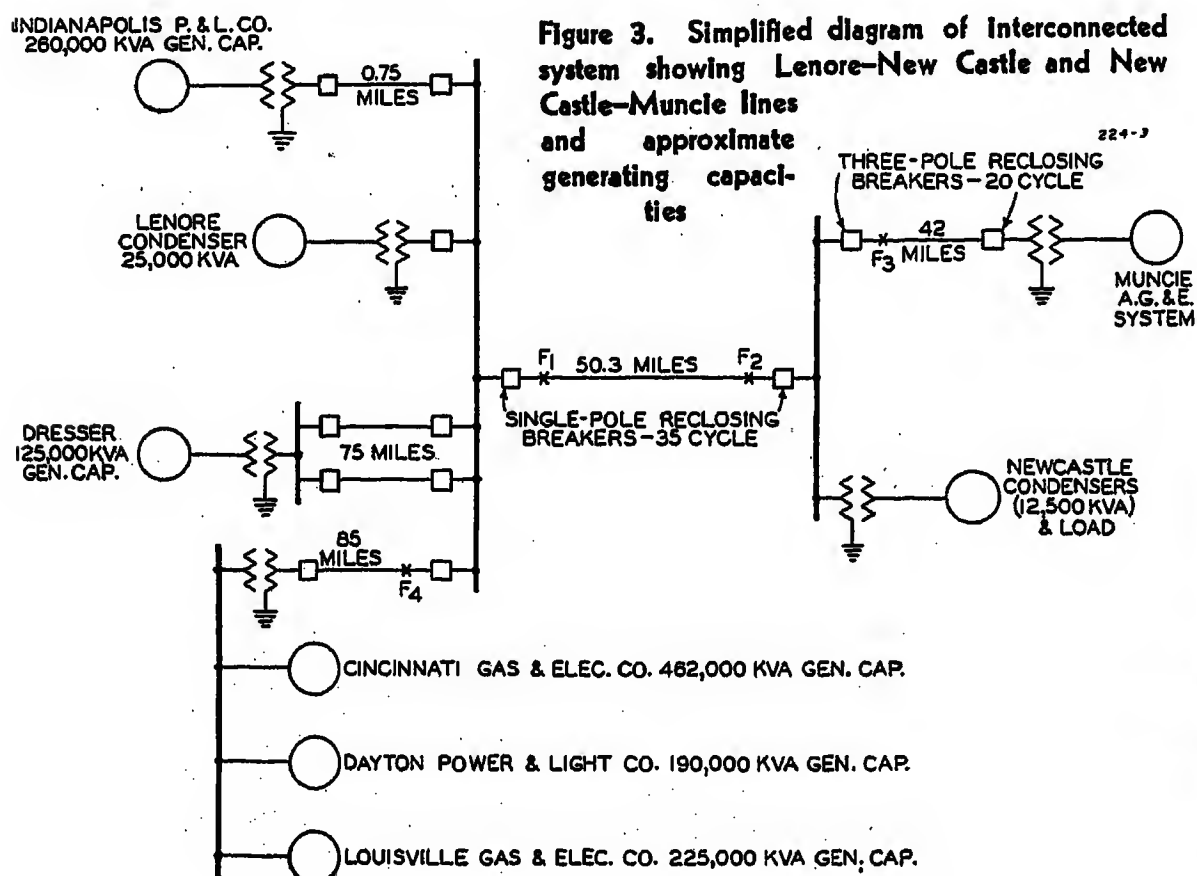 INDIANAPOLIS P. & L. CO.
260,000 KVA GEN. CAP.
0.75
MILES
Figure 3. Simplified diagram of interconnected
system showing Lenore–New Castle and New
Castle–Muncie lines
and approximate
generating capaci-
ties
224-3
THREE-POLE RECLOSING
BREAKERS-20 CYCLE
LENORE
CONDENSER
25,000 KVA
42
MILES
F3
MUNCIE
A.G.&E.
SYSTEM
F1
50.3 MILES
F2
SINGLE-POLE RECLOSING
BREAKERS-35 CYCLE
DRESSER
125,000 KVA
GEN. CAP.
75 MILES
NEWCASTLE
CONDENSERS
(12,500 KVA)
& LOAD
85
MILES
F4
CINCINNATI GAS & ELEC. CO. 462,000 KVA GEN. CAP.
DAYTON POWER & LIGHT CO. 190,000 KVA GEN. CAP.
LOUISVILLE GAS & ELEC. CO. 225,000 KVA GEN. CAP.